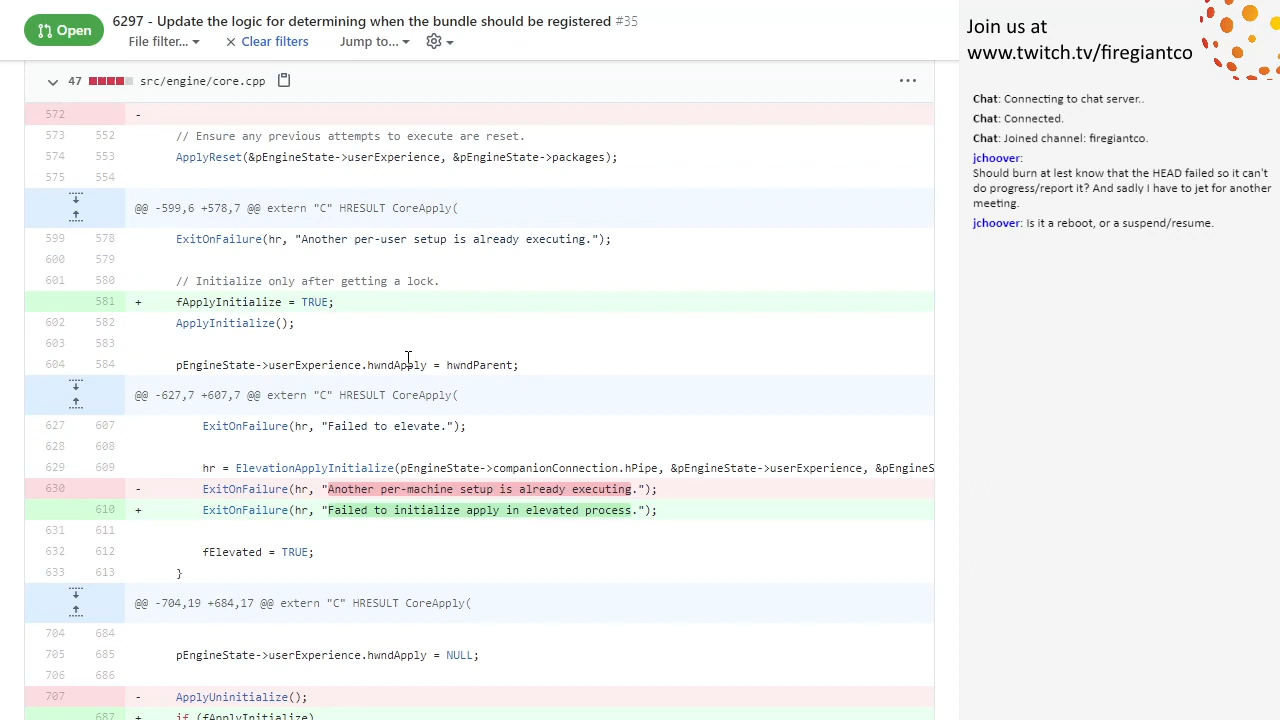 Open
6297 - Update the logic for determining when the bundle should be registered #35
File filter... Clear filters Jump to...
47 src/engine/core.cpp
572 -
573 552 // Ensure any previous attempts to execute are reset.
574 553 ApplyReset(&pEngineState->userExperience, &pEngineState->packages);
575 554
@@ -599,6 +578,7 @@ extern "C" HRESULT CoreApply(
599 578 ExitOnFailure(hr, "Another per-user setup is already executing.");
600 579
601 580 // Initialize only after getting a lock.
581 + fApplyInitialize = TRUE;
602 582 ApplyInitialize();
603 583
604 584 pEngineState->userExperience.hwndApply = hwndParent;
@@ -627,7 +607,7 @@ extern "C" HRESULT CoreApply(
627 607 ExitOnFailure(hr, "Failed to elevate.");
628 608
629 609 hr = ElevationApplyInitialize(pEngineState->companionConnection.hPipe, &pEngineState->userExperience, &pEngineS
630 - ExitOnFailure(hr, "Another per-machine setup is already executing.");
610 + ExitOnFailure(hr, "Failed to initialize apply in elevated process.");
631 611
632 612 fElevated = TRUE;
633 613 }
@@ -704,19 +684,17 @@ extern "C" HRESULT CoreApply(
704 684
705 685 pEngineState->userExperience.hwndApply = NULL;
706 686
707 - ApplyUninitialize();
687 + if (fApplyInitialize)
Join us at
www.twitch.tv/firegiantco
Chat: Connecting to chat server..
Chat: Connected.
Chat: Joined channel: firegiantco.
jchoover:
Should burn at lest know that the HEAD failed so it can't
do progress/report it? And sadly I have to jet for another
meeting.
jchoover: Is it a reboot, or a suspend/resume.